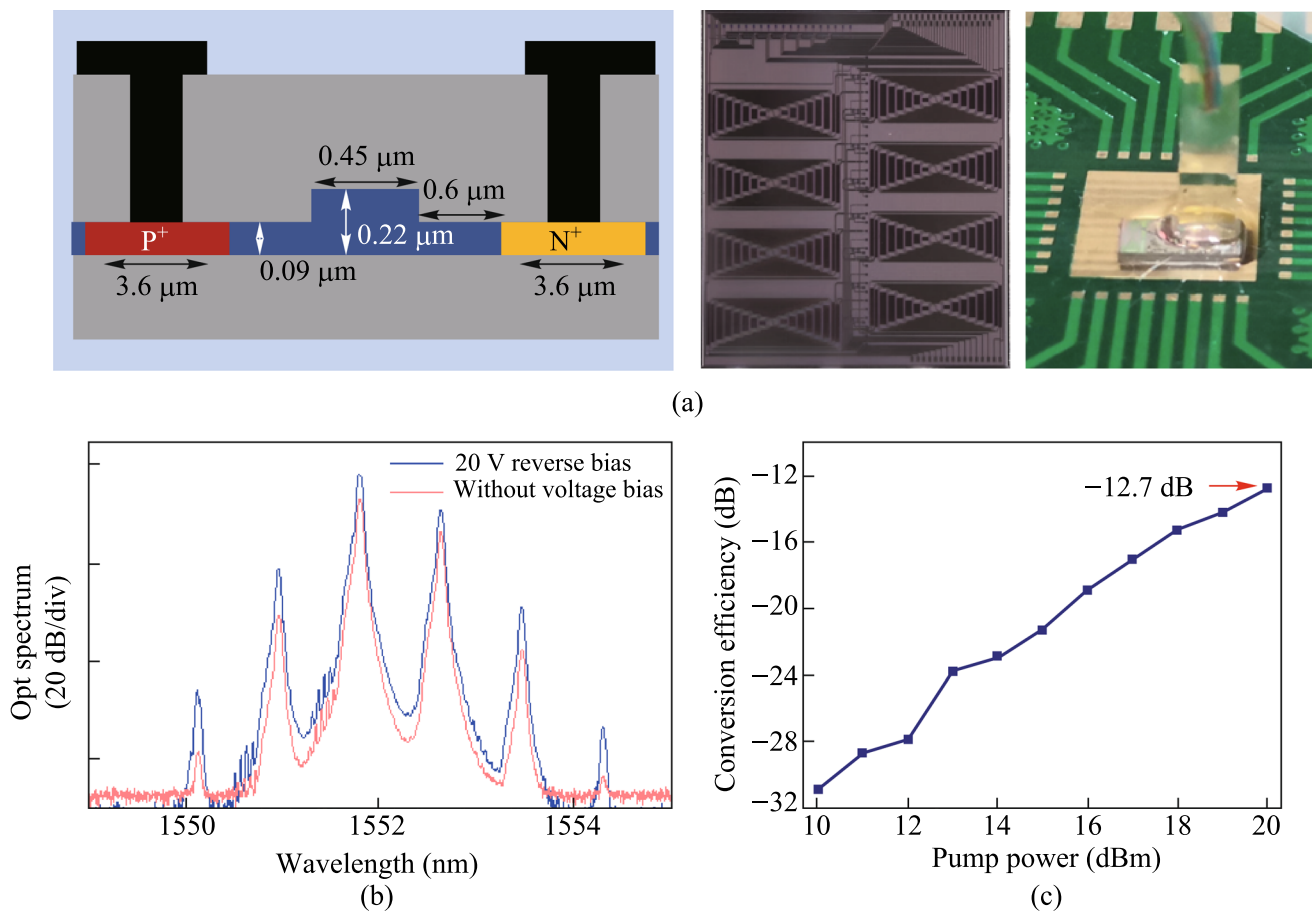 0.45 μm
0.6 μm
0.22 μm
P⁺
N⁺
0.09 μm
3.6 μm
3.6 μm
(a)
20 V reverse bias
Without voltage bias
Opt spectrum
(20 dB/div)
1550
1552
1554
Wavelength (nm)
(b)
−12.7 dB
Conversion efficiency (dB)
−12
−16
−20
−24
−28
−32
10
12
14
16
18
20
Pump power (dBm)
(c)